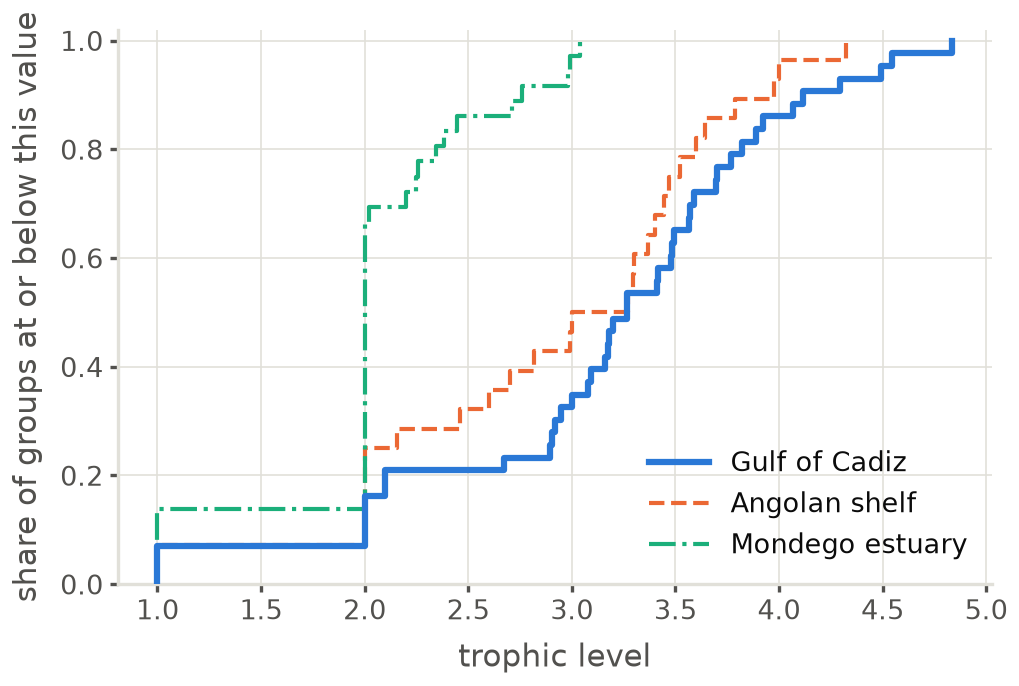 share of groups at or below this value
1.0
0.8
0.6
0.4
0.2
0.0
Gulf of Cadiz
Angolan shelf
Mondego estuary
1.0 1.5 2.0 2.5 3.0 3.5 4.0 4.5 5.0
trophic level